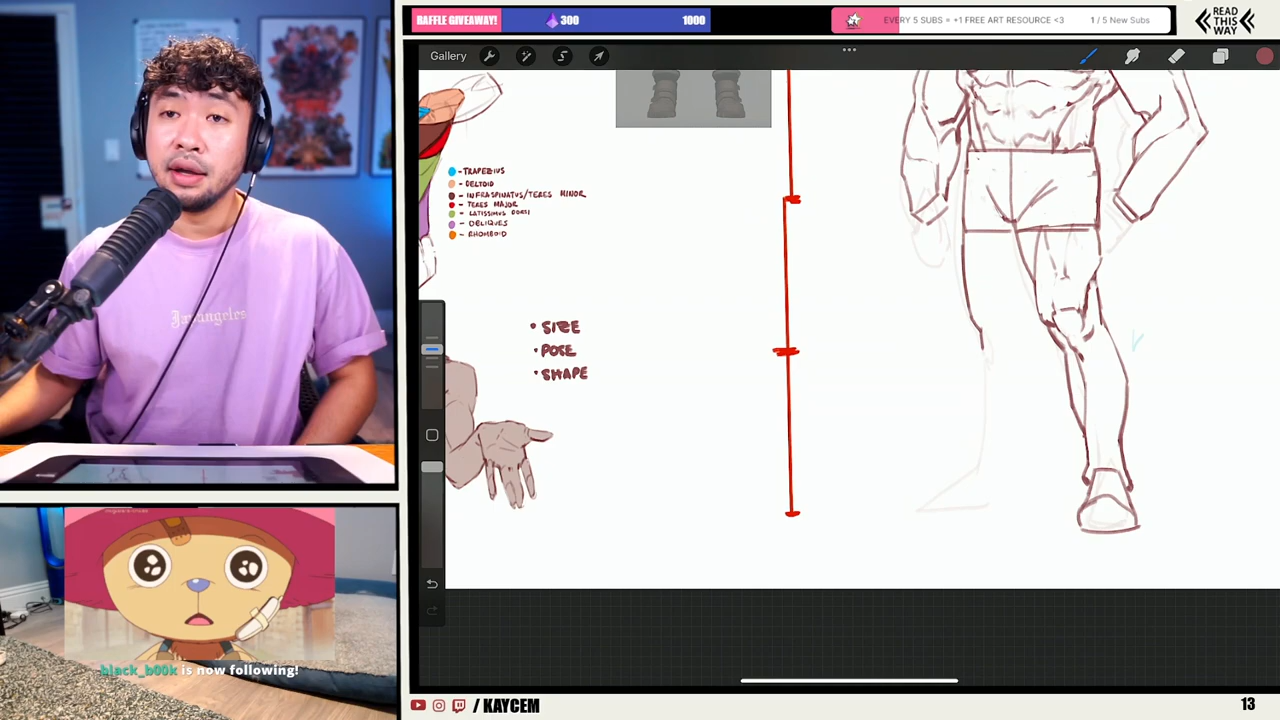 RAFFLE GIVEAWAY!
300
1000
EVERY 5 SUBS = +1 FREE ART RESOURCE <3
1 / 5 New Subs
READ
THIS
WAY
Gallery
- TRAPEZIUS
- DELTOID
- INFRASPINATUS/TERES MINOR
- TERES MAJOR
- LATISSIMUS DORSI
- OBLIQUES
- RHOMBOID
• SIZE
• POSE
• SHAPE
black_b00k is now following!
/ KAYCEM
13